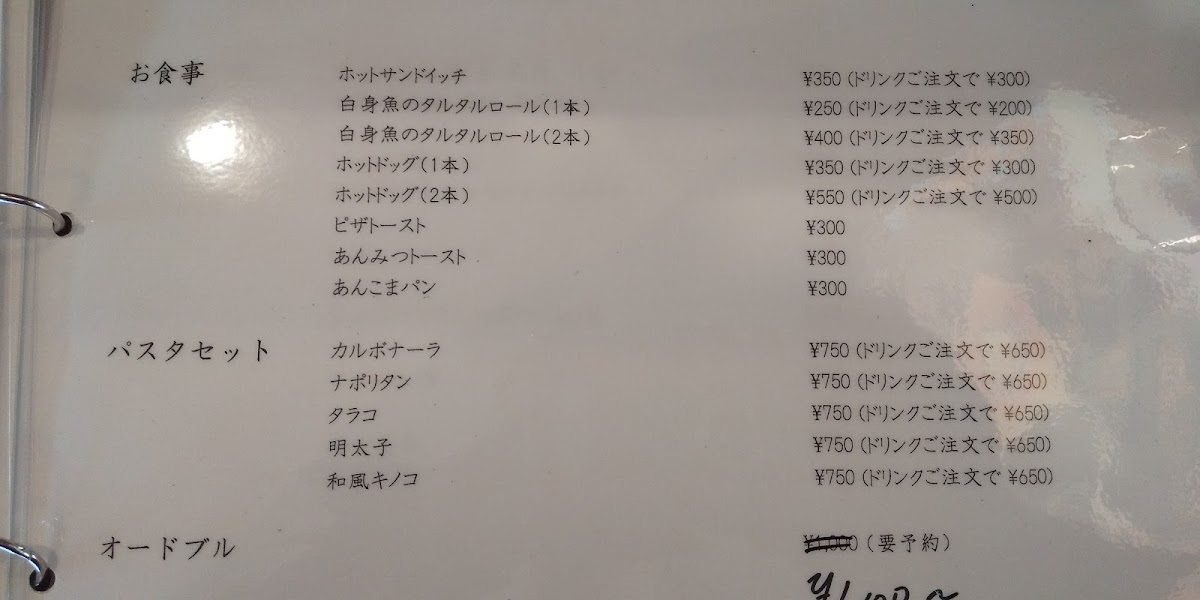 お食事 ホットサンドイッチ ¥350 (ドリンクご注文で ¥300)
白身魚のタルタルロール(1本) ¥250 (ドリンクご注文で ¥200)
白身魚のタルタルロール(2本) ¥400 (ドリンクご注文で ¥350)
ホットドッグ(1本) ¥350 (ドリンクご注文で ¥300)
ホットドッグ(2本) ¥550 (ドリンクご注文で ¥500)
ピザトースト ¥300
あんみつトースト ¥300
あんこまパン ¥300
パスタセット カルボナーラ ¥750 (ドリンクご注文で ¥650)
ナポリタン ¥750 (ドリンクご注文で ¥650)
タラコ ¥750 (ドリンクご注文で ¥650)
明太子 ¥750 (ドリンクご注文で ¥650)
和風キノコ ¥750 (ドリンクご注文で ¥650)
オードブル ¥1,000 (要予約)